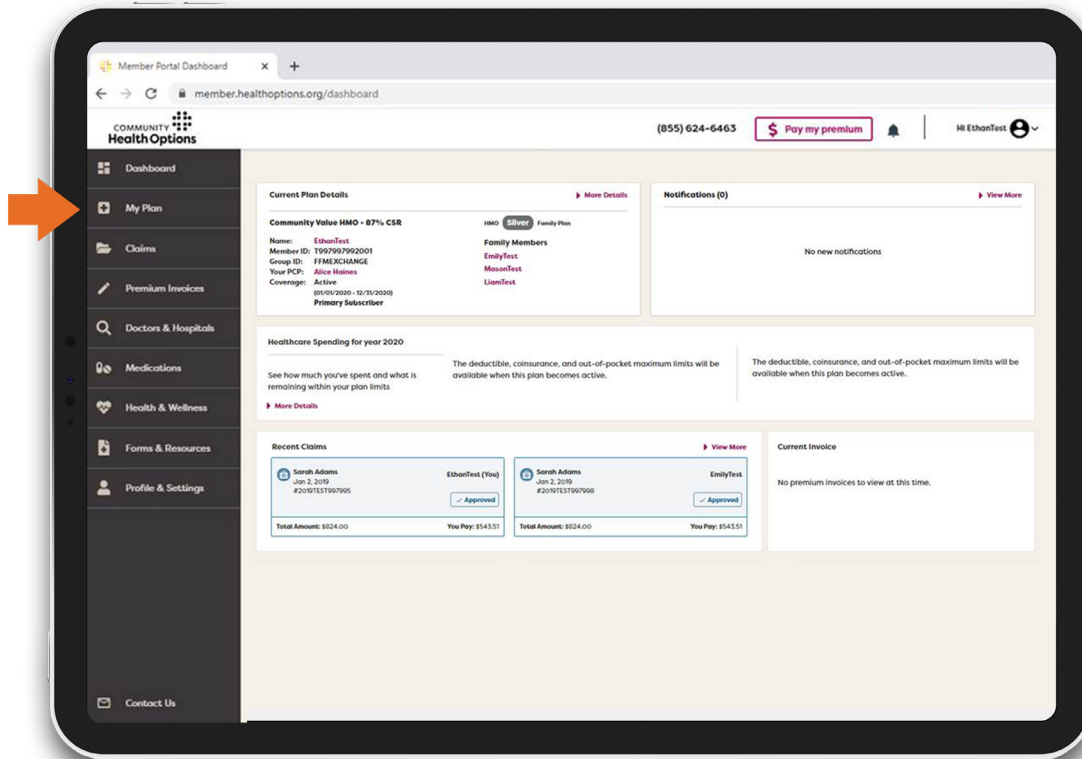 Member Portal Dashboard
member.healthoptions.org/dashboard
COMMUNITY
HealthOptions
(855) 624-6463
$ Pay my premium
Hi EthanTest
Dashboard
My Plan
Claims
Premium Invoices
Doctors & Hospitals
Medications
Health & Wellness
Forms & Resources
Profile & Settings
Contact Us
Current Plan Details
More Details
Community Value HMO - 87% CSR
HMO Silver Family Plan
Name: EthanTest
Member ID: T997997992001
Group ID: FFMEXCHANGE
Your PCP: Alice Haines
Coverage: Active
(01/01/2020 - 12/31/2020)
Primary Subscriber
Family Members
EmilyTest
MasonTest
LiamTest
Notifications (0)
View More
No new notifications
Healthcare Spending for year 2020
See how much you've spent and what is
remaining within your plan limits
More Details
The deductible, coinsurance, and out-of-pocket maximum limits will be
available when this plan becomes active.
The deductible, coinsurance, and out-of-pocket maximum limits will be
available when this plan becomes active.
Recent Claims
View More
Sarah Adams
Jan 2, 2019
#2019TEST997995
EthanTest (You)
Approved
Total Amount: $824.00
You Pay: $543.51
Sarah Adams
Jan 2, 2019
#2019TEST997998
EmilyTest
Approved
Total Amount: $824.00
You Pay: $543.51
Current Invoice
No premium invoices to view at this time.